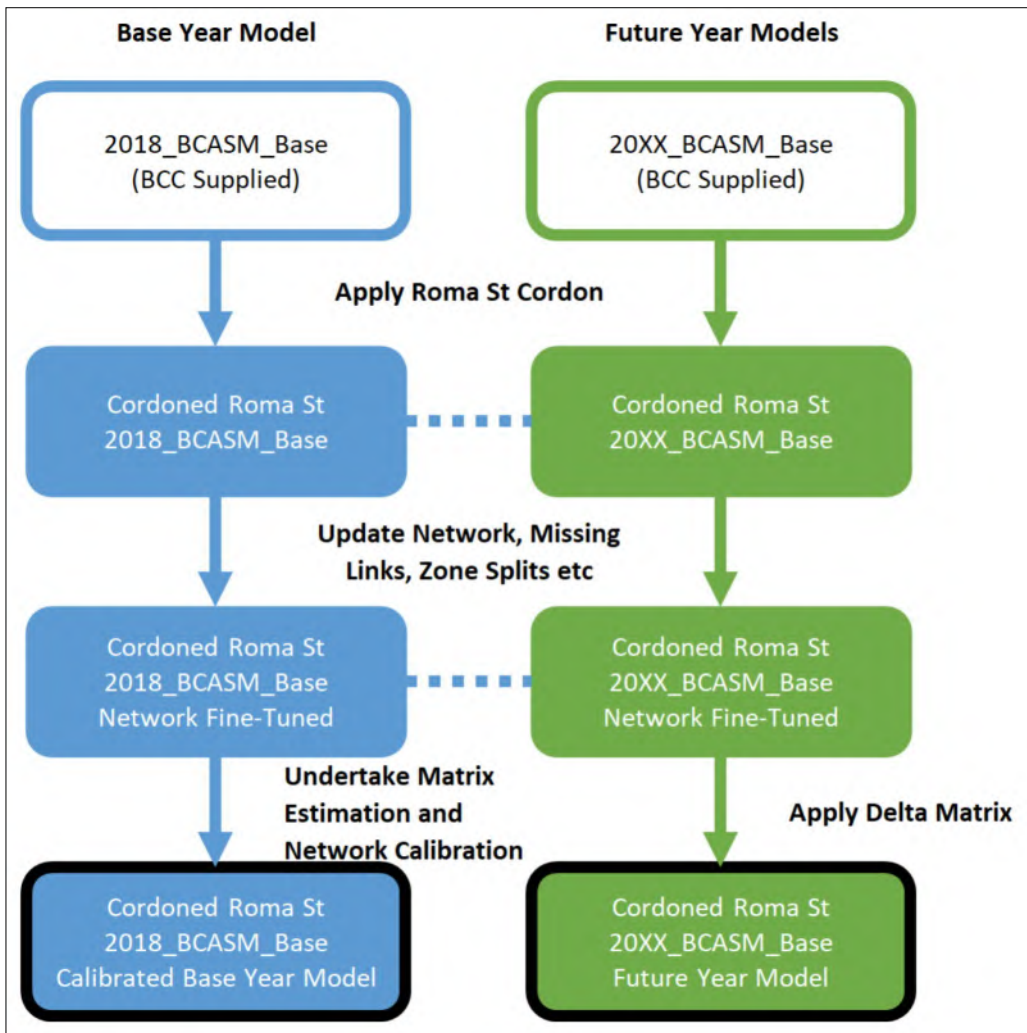 Base Year Model
Future Year Models
2018_BCASM_Base
(BCC Supplied)
20XX_BCASM_Base
(BCC Supplied)
Apply Roma St Cordon
Cordoned Roma St
2018_BCASM_Base
Cordoned Roma St
20XX_BCASM_Base
Update Network, Missing
Links, Zone Splits etc
Cordoned Roma St
2018_BCASM_Base
Network Fine-Tuned
Cordoned Roma St
20XX_BCASM_Base
Network Fine-Tuned
Undertake Matrix
Estimation and
Network Calibration
Apply Delta Matrix
Cordoned Roma St
2018_BCASM_Base
Calibrated Base Year Model
Cordoned Roma St
20XX_BCASM_Base
Future Year Model